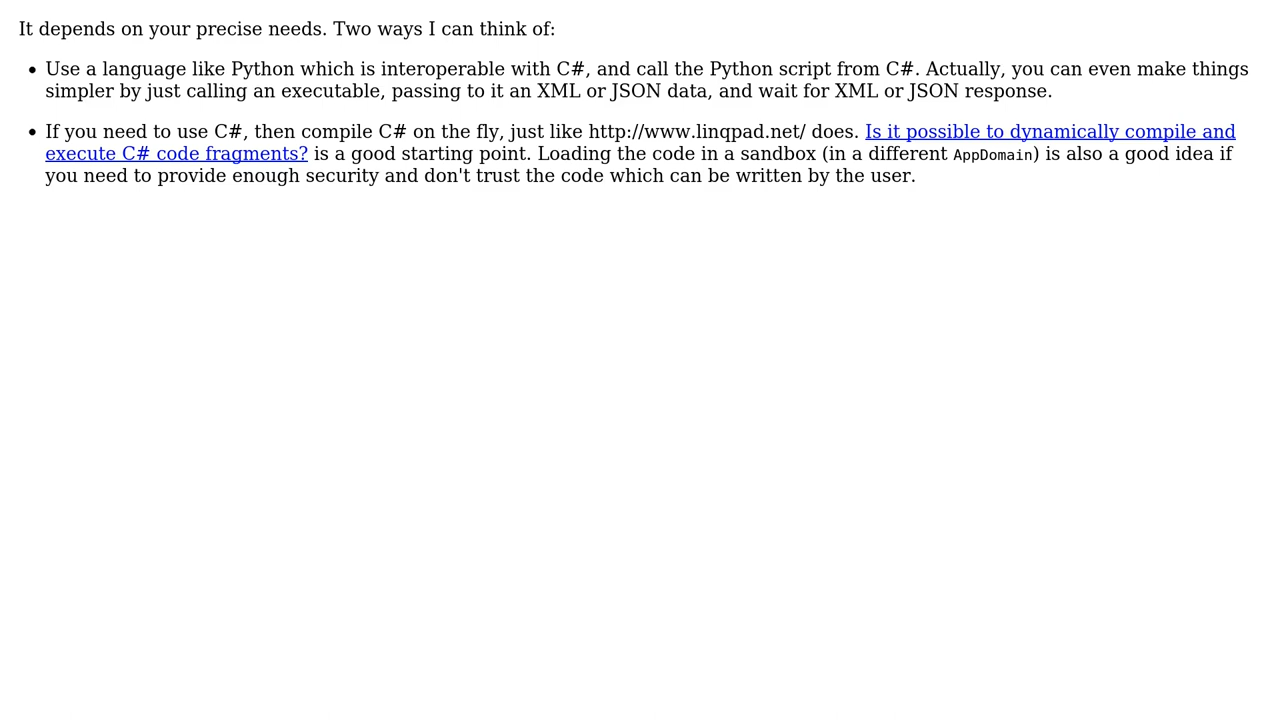 It depends on your precise needs. Two ways I can think of:
• Use a language like Python which is interoperable with C#, and call the Python script from C#. Actually, you can even make things
simpler by just calling an executable, passing to it an XML or JSON data, and wait for XML or JSON response.
• If you need to use C#, then compile C# on the fly, just like http://www.linqpad.net/ does. Is it possible to dynamically compile and
execute C# code fragments? is a good starting point. Loading the code in a sandbox (in a different AppDomain) is also a good idea if
you need to provide enough security and don't trust the code which can be written by the user.